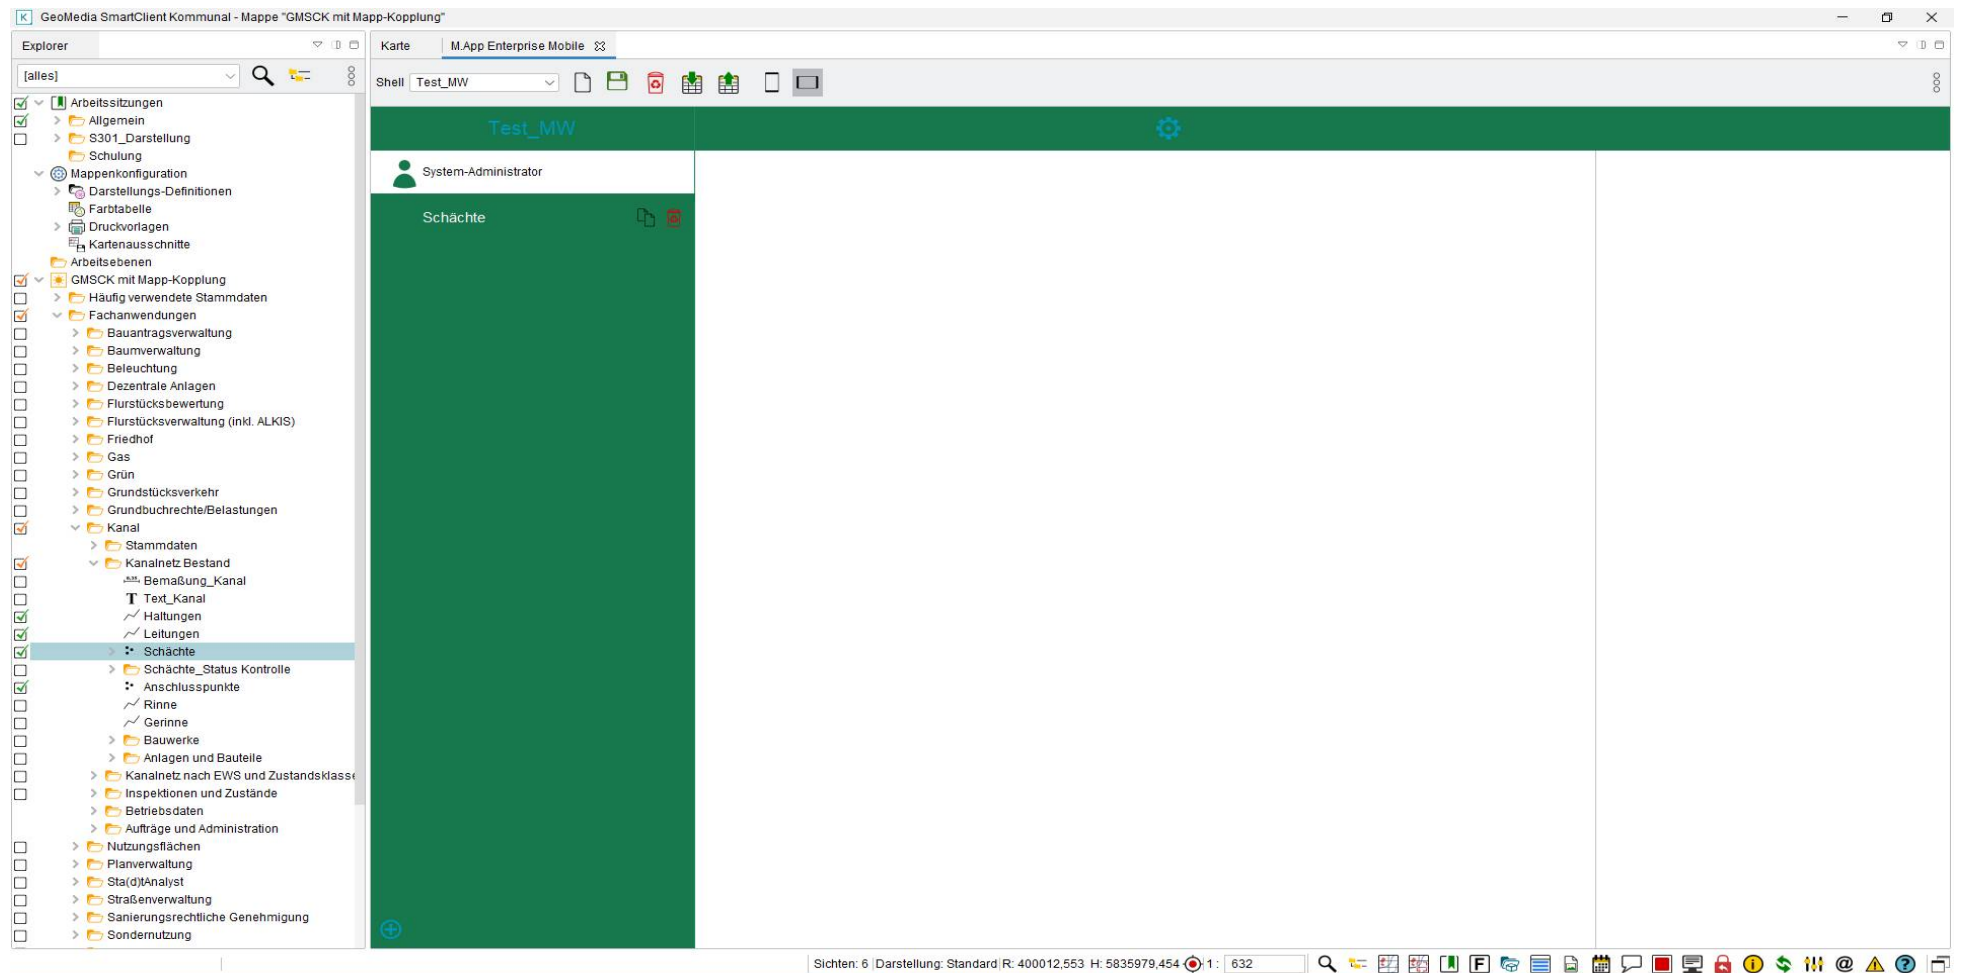 GeoMedia SmartClient Kommunal - Mappe "GMSCK mit Mapp-Kopplung"
Explorer
Karte
M.App Enterprise Mobile
[alles]
Shell
Test_MW
Arbeitssitzungen
Allgemein
S301_Darstellung
Schulung
Mappenkonfiguration
Darstellungs-Definitionen
Farbtabelle
Druckvorlagen
Kartenausschnitte
Arbeitsebenen
GMSCK mit Mapp-Kopplung
Häufig verwendete Stammdaten
Fachanwendungen
Bauantragsverwaltung
Baumverwaltung
Beleuchtung
Dezentrale Anlagen
Flurstücksbewertung
Flurstücksverwaltung (inkl. ALKIS)
Friedhof
Gas
Grün
Grundstücksverkehr
Grundbuchrechte/Belastungen
Kanal
Stammdaten
Kanalnetz Bestand
Bemaßung_Kanal
T Text_Kanal
Haltungen
Leitungen
Schächte
Schächte_Status Kontrolle
Anschlusspunkte
Rinne
Gerinne
Bauwerke
Anlagen und Bauteile
Kanalnetz nach EWS und Zustandsklasse
Inspektionen und Zustände
Betriebsdaten
Aufträge und Administration
Nutzungsflächen
Planverwaltung
Sta(d)tAnalyst
Straßenverwaltung
Sanierungsrechtliche Genehmigung
Sondernutzung
Test_MW
System-Administrator
Schächte
Sichten: 6 Darstellung: Standard R: 400012,553 H: 5835979,454 1 : 632